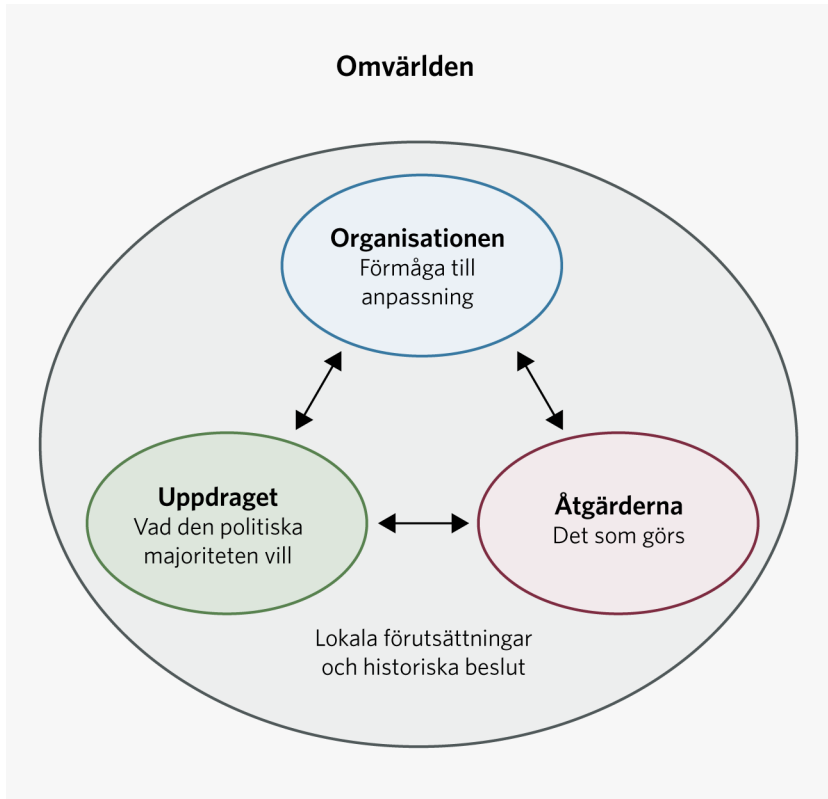 Omvärlden
Organisationen
Förmåga till
anpassning
Uppdraget
Vad den politiska
majoriteten vill
Åtgärderna
Det som görs
Lokala förutsättningar
och historiska beslut